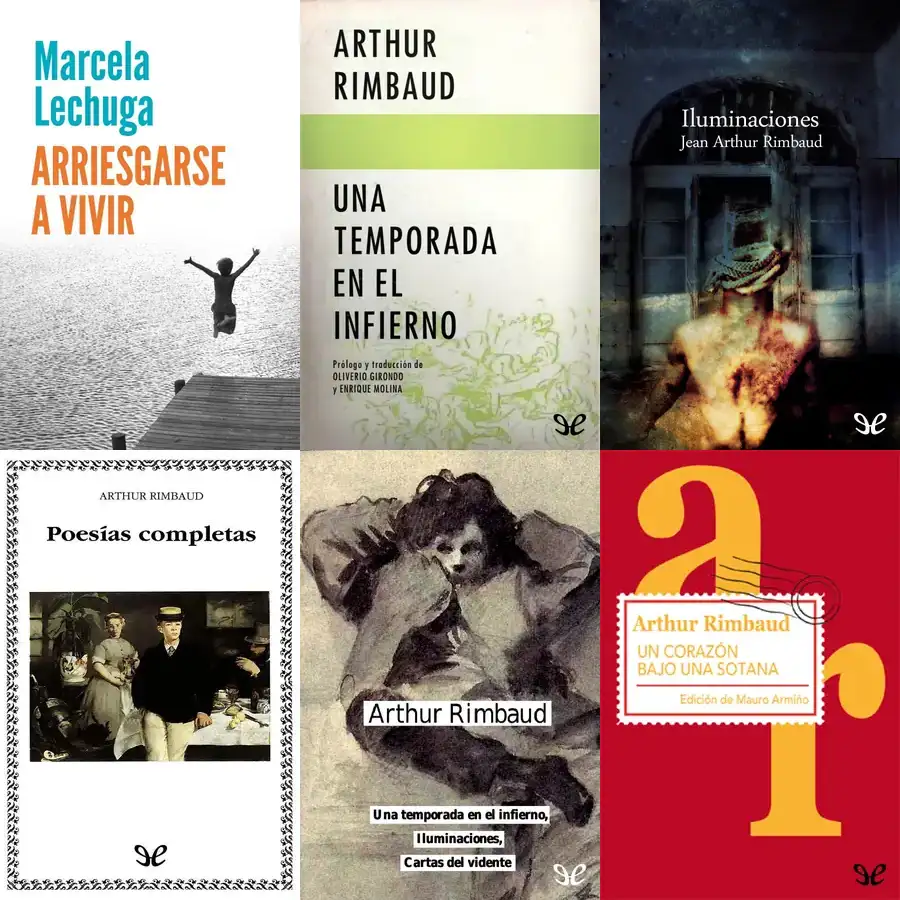 Marcela
Lechuga
ARRIESGARSE
A VIVIR
ARTHUR
RIMBAUD
UNA
TEMPORADA
EN EL
INFIERNO
Prólogo y traducción de
OLIVERIO GIRONDO
y ENRIQUE MOLINA
Iluminaciones
Jean Arthur Rimbaud
ARTHUR RIMBAUD
Poesías completas
Arthur Rimbaud
Una temporada en el infierno,
Iluminaciones,
Cartas del vidente
ar
Arthur Rimbaud
UN CORAZÓN
BAJO UNA SOTANA
Edición de Mauro Armiño